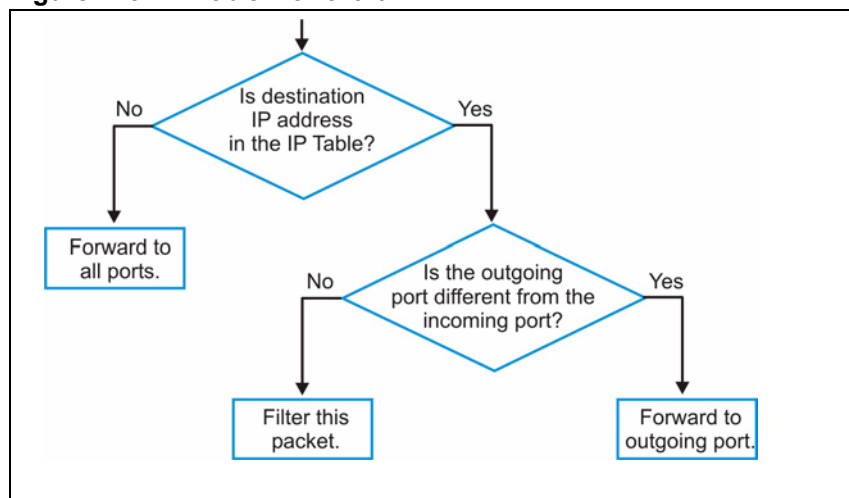 No
Is destination
IP address
in the IP Table?
Yes
Forward to
all ports.
No
Is the outgoing
port different from the
incoming port?
Yes
Filter this
packet.
Forward to
outgoing port.